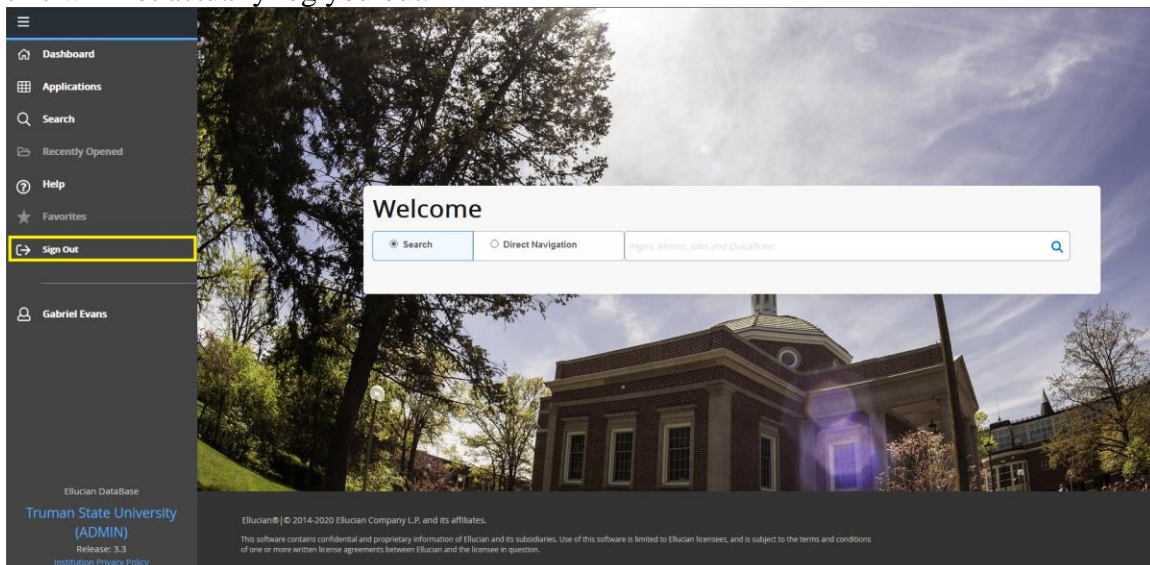 Dashboard
Applications
Search
Recently Opened
Help
Favorites
Sign Out
Gabriel Evans
Welcome
Search
Direct Navigation
Pages, Menus, Jobs and Quickflows
Ellucian DataBase
Truman State University
(ADMIN)
Release: 3.3
Institution Privacy Policy
Ellucian® | © 2014-2020 Ellucian Company L.P. and its affiliates.
This software contains confidential and proprietary information of Ellucian and its subsidiaries. Use of this software is limited to Ellucian licensees, and is subject to the terms and conditions
of one or more written license agreements between Ellucian and the licensee in question.